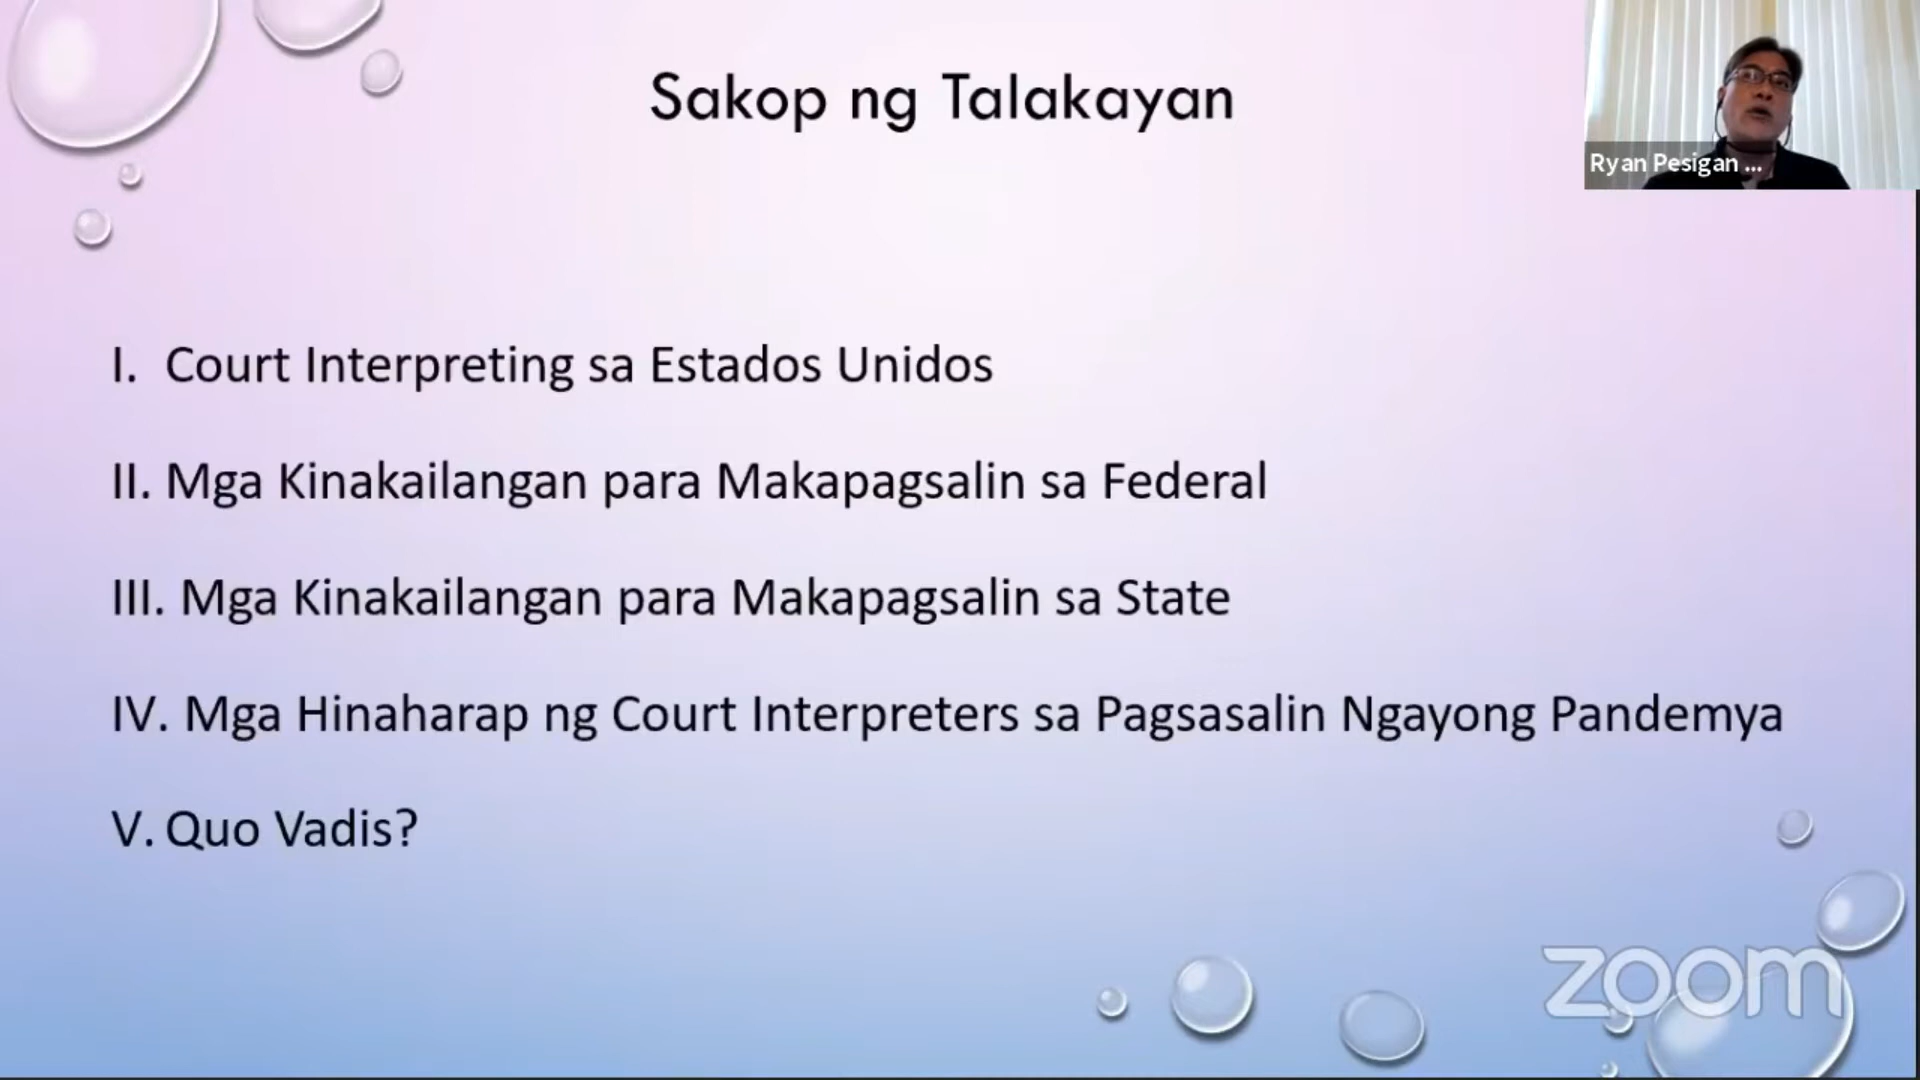 Sakop ng Talakayan
Ryan Pesigan ...
I. Court Interpreting sa Estados Unidos
II. Mga Kinakailangan para Makapagsalin sa Federal
III. Mga Kinakailangan para Makapagsalin sa State
IV. Mga Hinaharap ng Court Interpreters sa Pagsasalin Ngayong Pandemya
V. Quo Vadis?
zoom